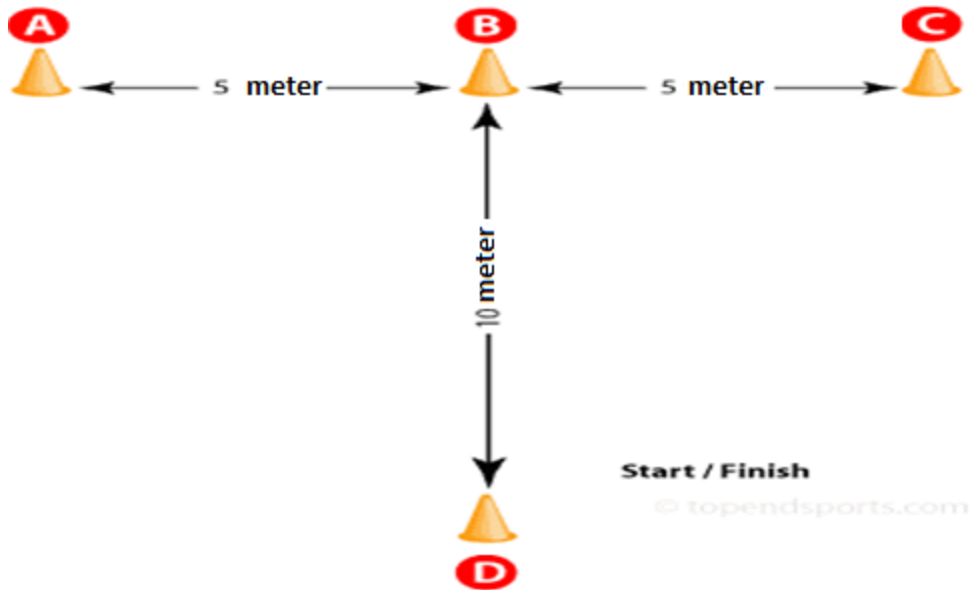 A B C
5 meter 5 meter
10 meter
Start / Finish
© topendsports.com
D